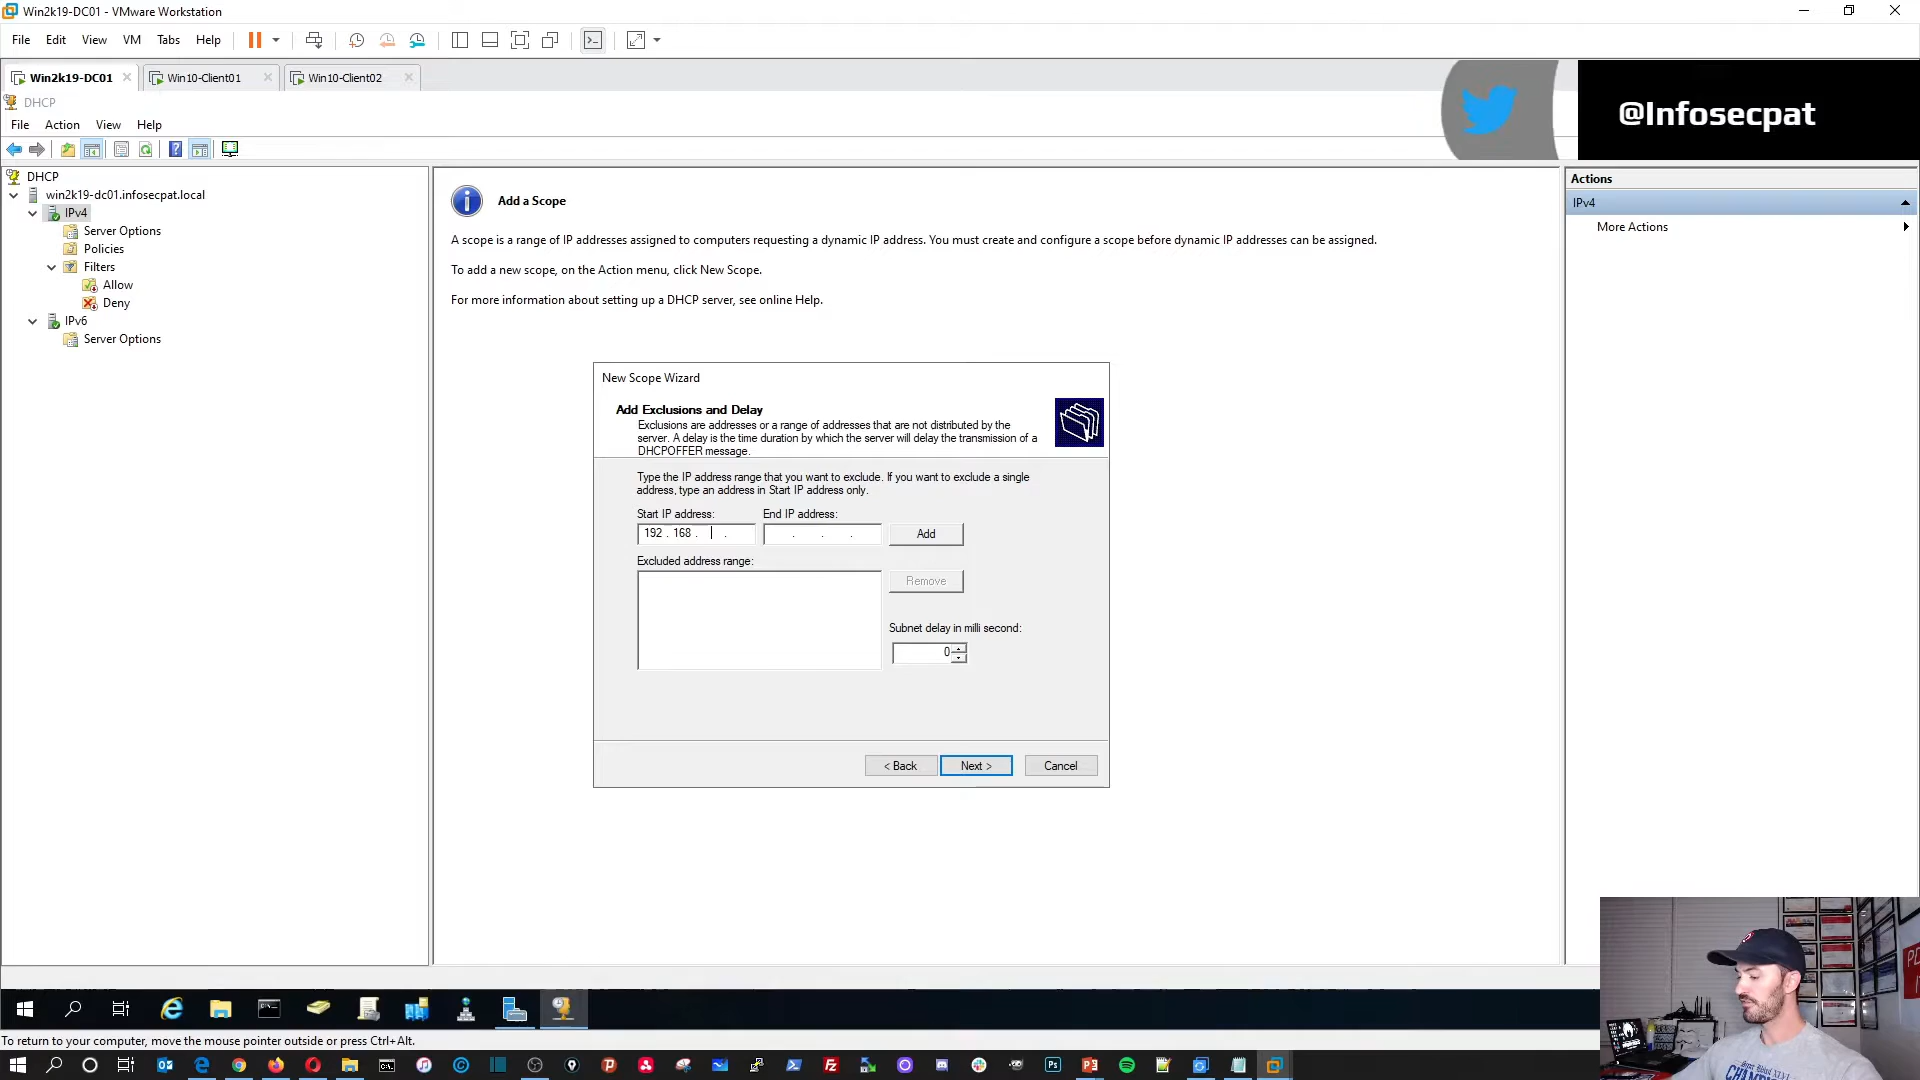 Win2k19-DC01 - VMware Workstation
File Edit View VM Tabs Help
Win2k19-DC01 Win10-Client01 Win10-Client02
DHCP
File Action View Help
@Infosecpat
DHCP
win2k19-dc01.infosecpat.local
IPv4
Server Options
Policies
Filters
Allow
Deny
IPv6
Server Options
Add a Scope
A scope is a range of IP addresses assigned to computers requesting a dynamic IP address. You must create and configure a scope before dynamic IP addresses can be assigned.
To add a new scope, on the Action menu, click New Scope.
For more information about setting up a DHCP server, see online Help.
Actions
IPv4
More Actions
New Scope Wizard
Add Exclusions and Delay
Exclusions are addresses or a range of addresses that are not distributed by the
server. A delay is the time duration by which the server will delay the transmission of a
DHCPOFFER message.
Type the IP address range that you want to exclude. If you want to exclude a single
address, type an address in Start IP address only.
Start IP address: End IP address:
192 . 168 . . . . . Add
Excluded address range:
Remove
Subnet delay in milli second:
0
< Back Next > Cancel
To return to your computer, move the mouse pointer outside or press Ctrl+Alt.